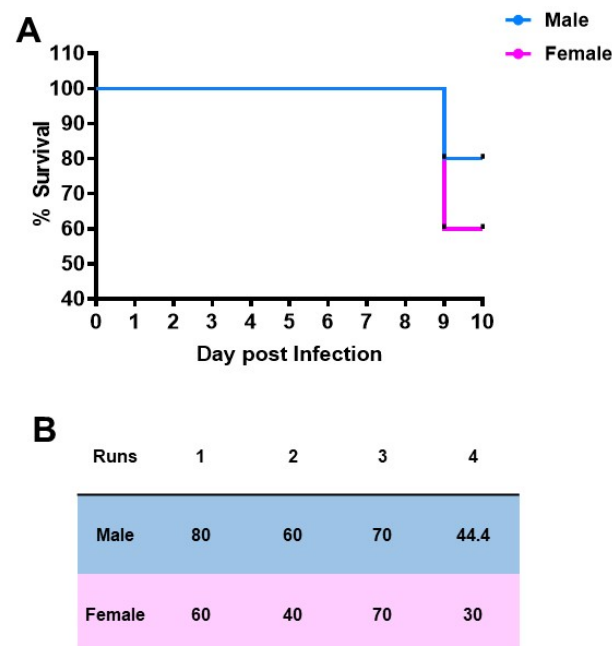 A
Male
Female
110
100
90
80
70
60
50
40
% Survival
0 1 2 3 4 5 6 7 8 9 10
Day post Infection
B
Runs 1 2 3 4
Male 80 60 70 44.4
Female 60 40 70 30